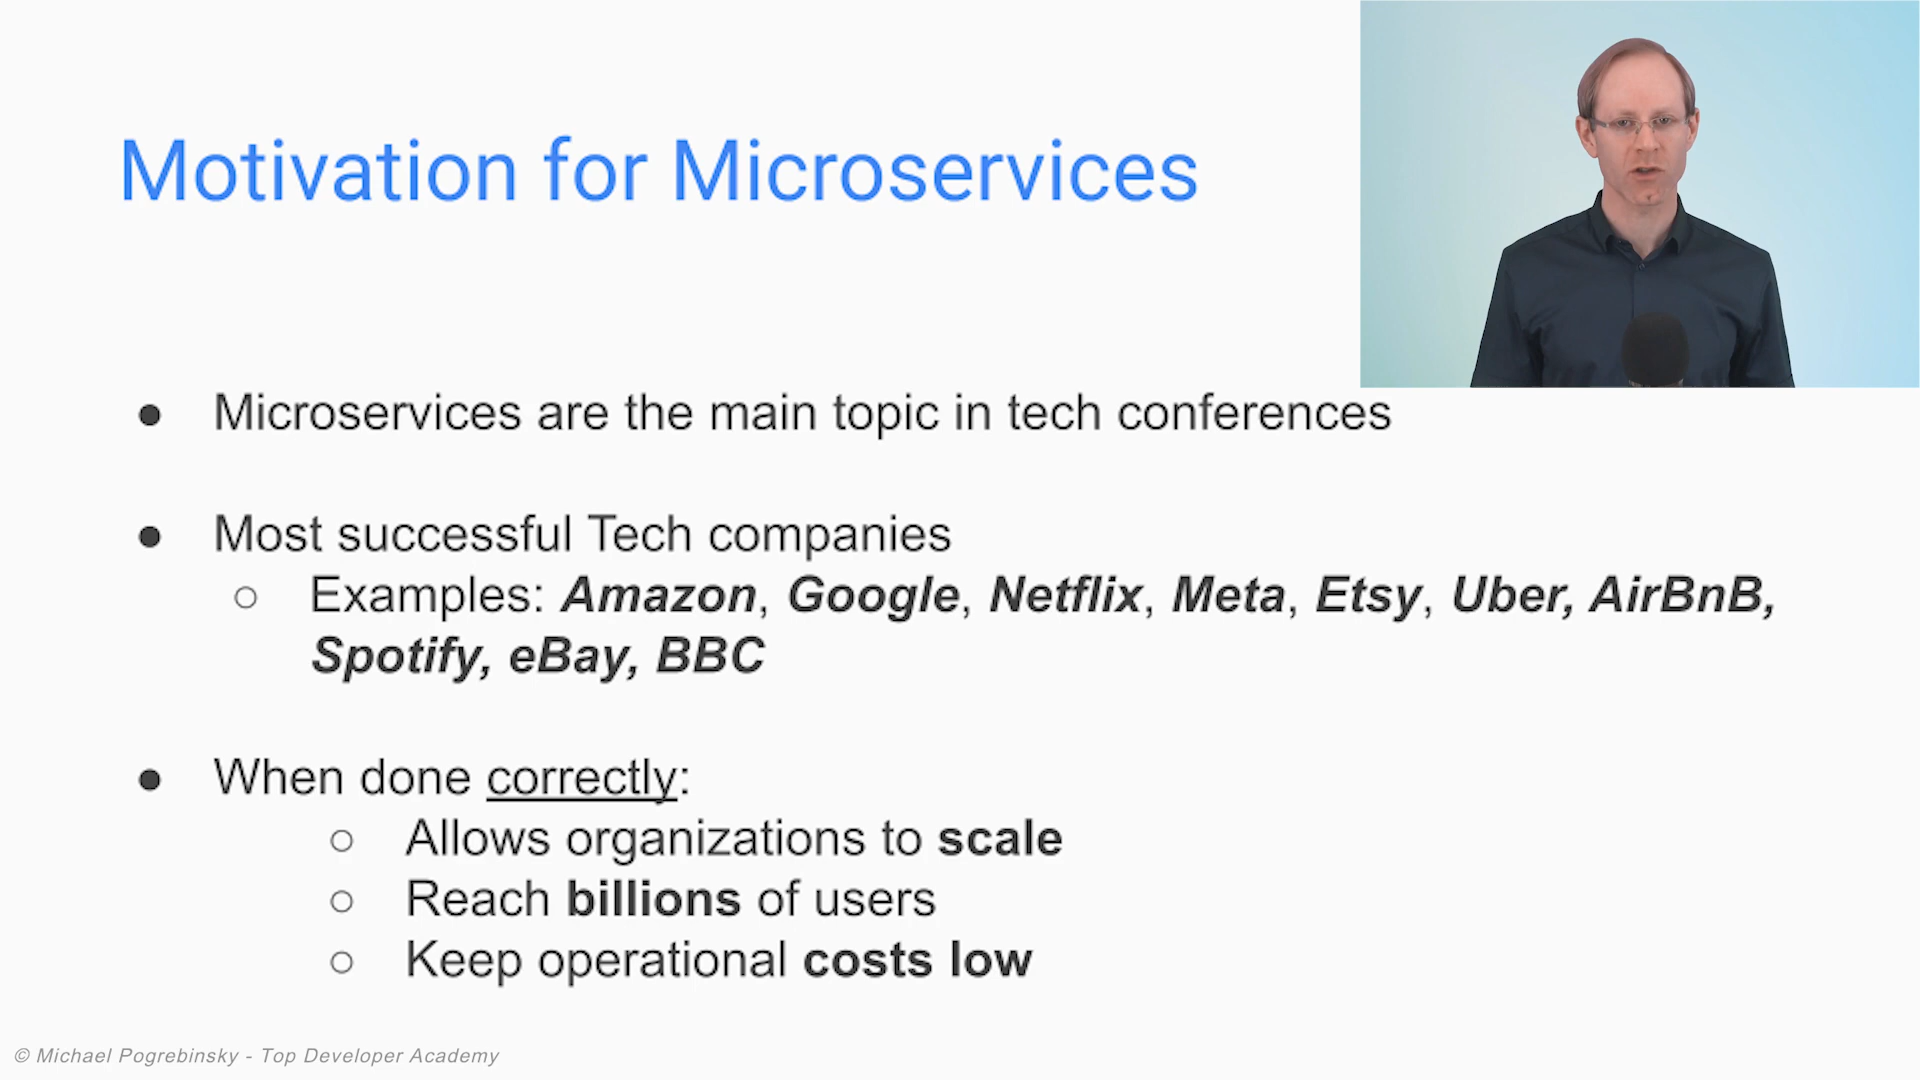 Motivation for Microservices
● Microservices are the main topic in tech conferences
● Most successful Tech companies
○ Examples: Amazon, Google, Netflix, Meta, Etsy, Uber, AirBnB,
Spotify, eBay, BBC
● When done correctly:
○ Allows organizations to scale
○ Reach billions of users
○ Keep operational costs low
© Michael Pogrebinsky - Top Developer Academy